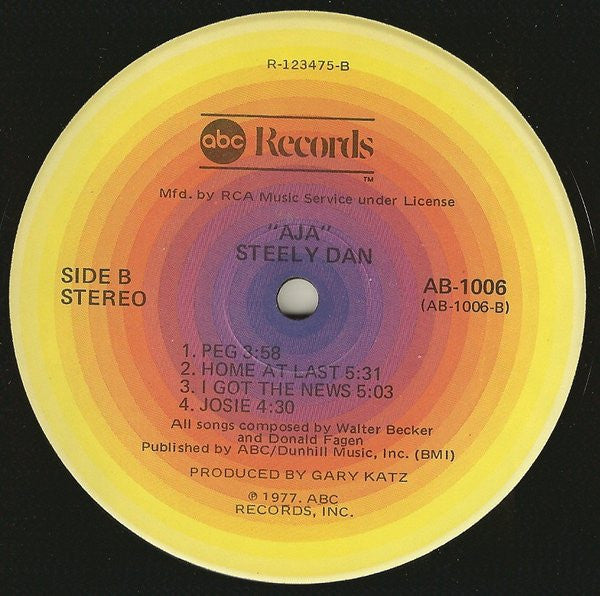 R-123475-B
abc Records
TM
Mfd. by RCA Music Service under License
"AJA"
STEELY DAN
SIDE B
STEREO
AB-1006
(AB-1006-B)
1. PEG 3:58
2. HOME AT LAST 5:31
3. I GOT THE NEWS 5:03
4. JOSIE 4:30
All songs composed by Walter Becker
and Donald Fagen
Published by ABC/Dunhill Music, Inc. (BMI)
PRODUCED BY GARY KATZ
℗ 1977. ABC
RECORDS, INC.